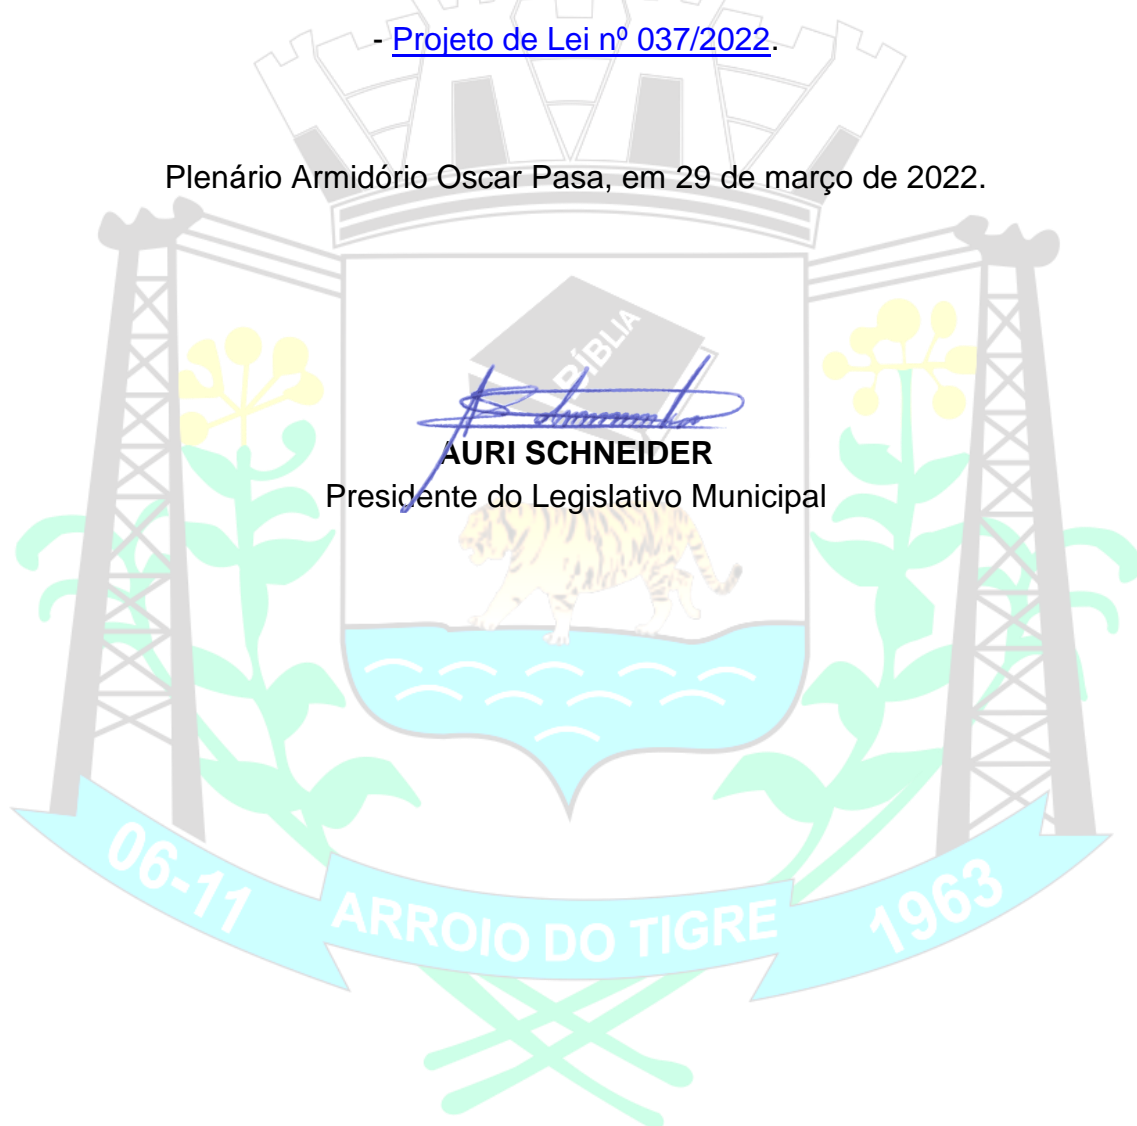 - Projeto de Lei nº 037/2022.
Plenário Armidório Oscar Pasa, em 29 de março de 2022.
BÍBLIA
AURI SCHNEIDER
Presidente do Legislativo Municipal
06-11
ARROIO DO TIGRE
1963